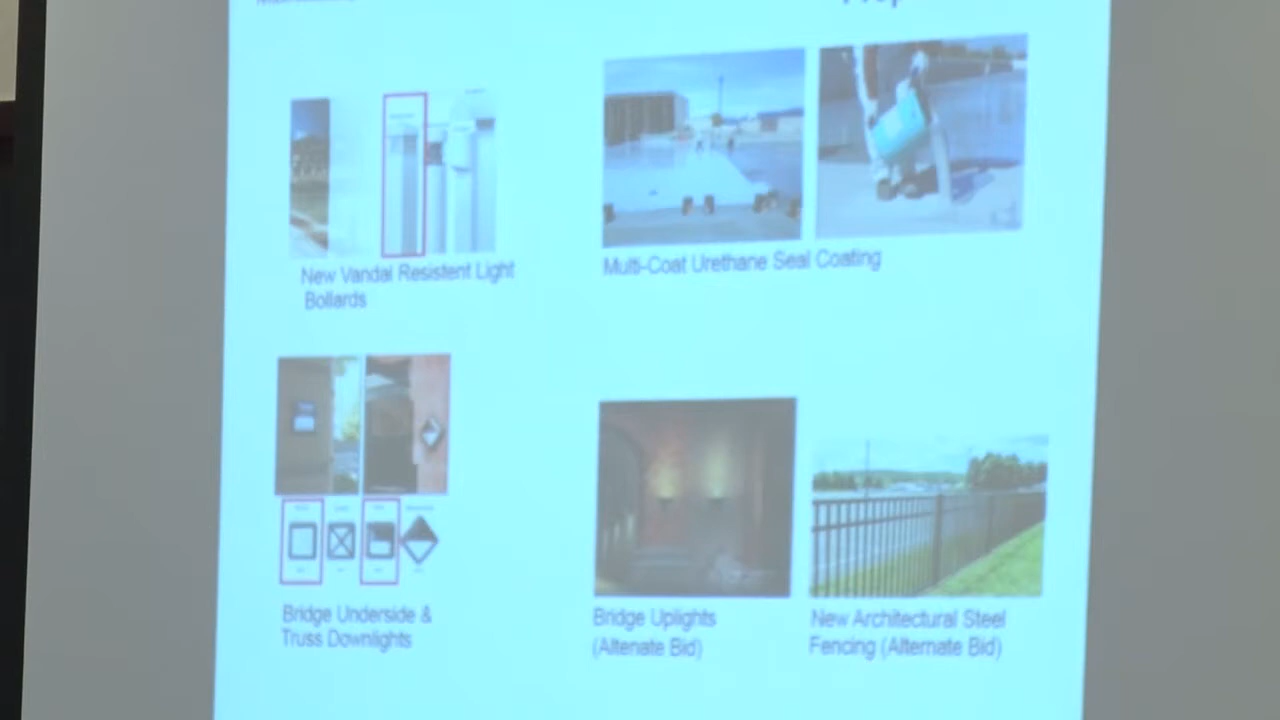 New Vandal Resistent Light
Bollards
Multi-Coat Urethane Seal Coating
Bridge Underside &
Truss Downlights
Bridge Uplights
(Altenate Bid)
New Architectural Steel
Fencing (Alternate Bid)